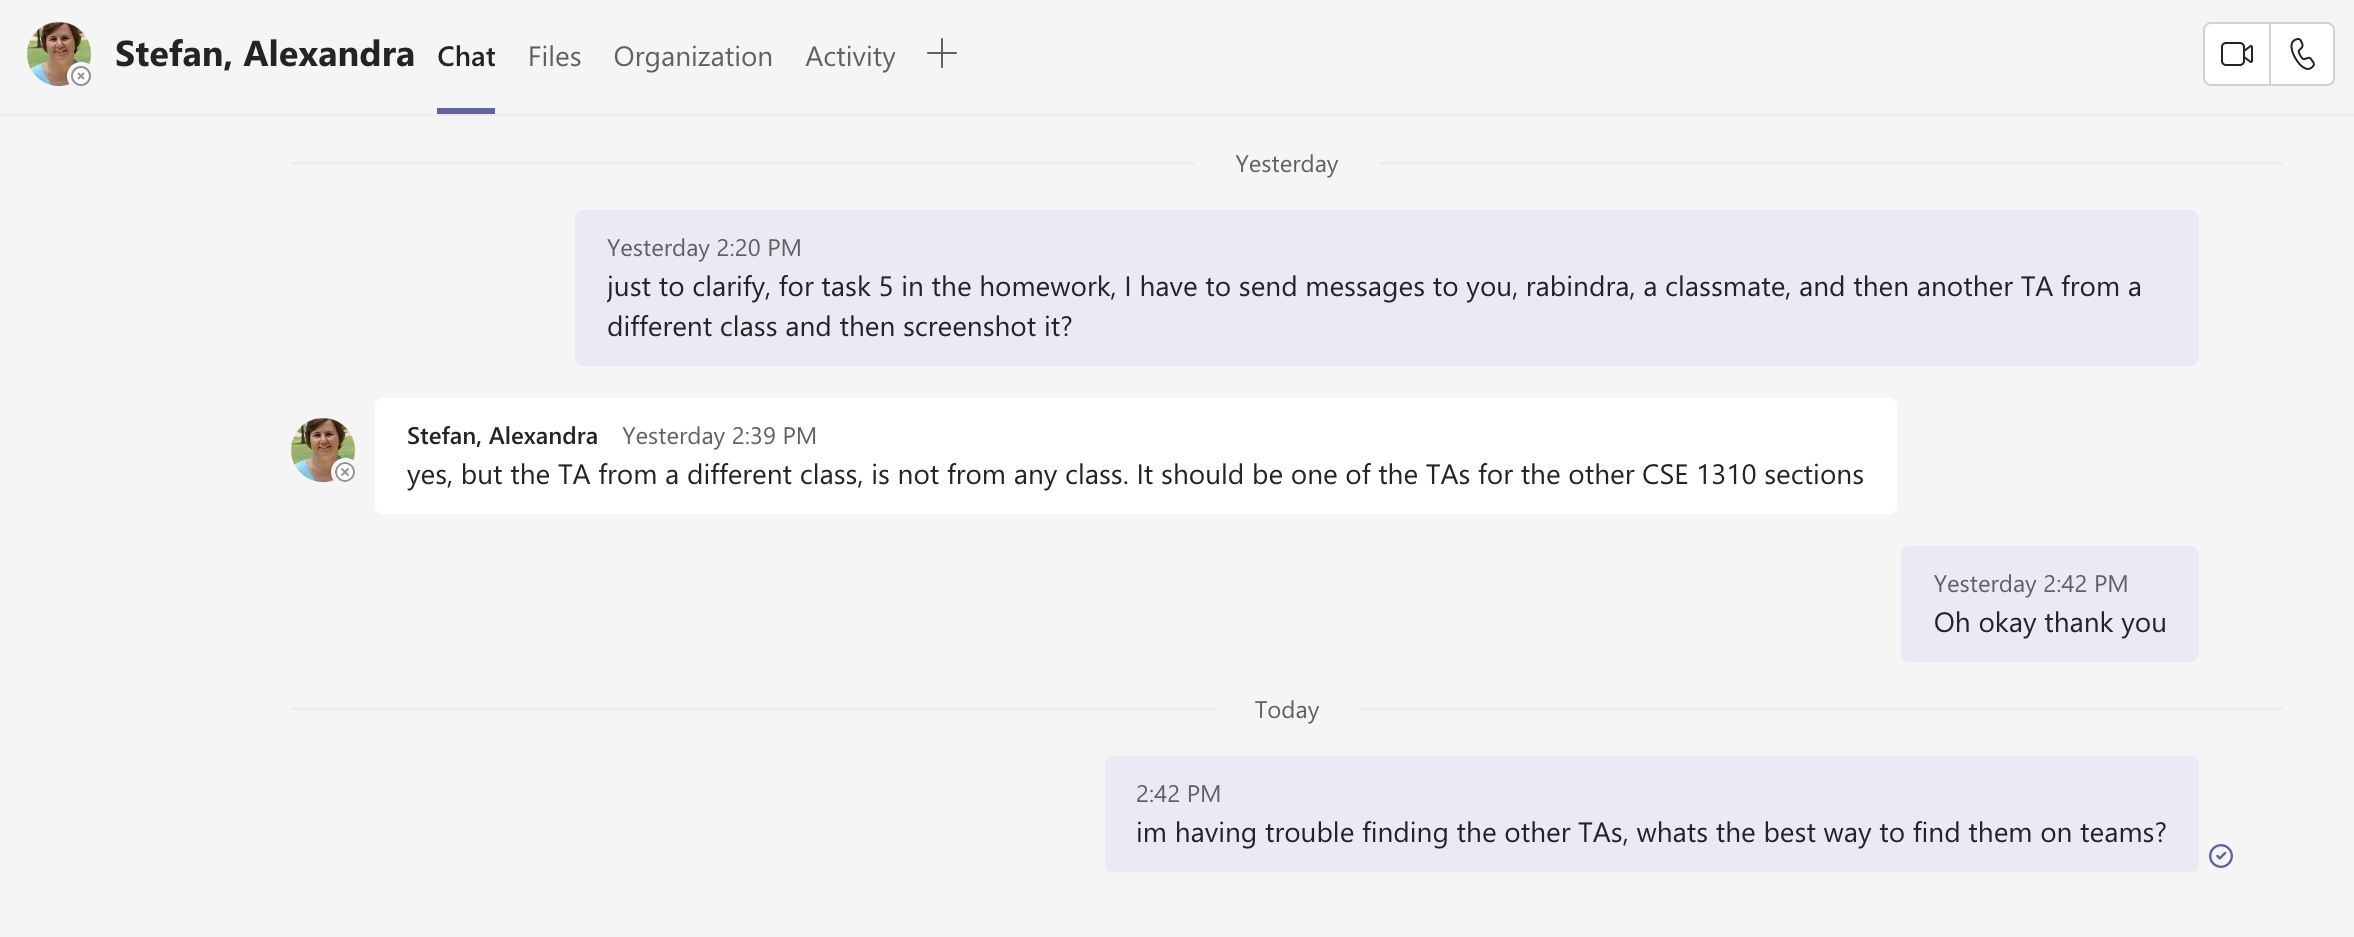 Stefan, Alexandra Chat Files Organization Activity
Yesterday
Yesterday 2:20 PM
just to clarify, for task 5 in the homework, I have to send messages to you, rabindra, a classmate, and then another TA from a
different class and then screenshot it?
Stefan, Alexandra Yesterday 2:39 PM
yes, but the TA from a different class, is not from any class. It should be one of the TAs for the other CSE 1310 sections
Yesterday 2:42 PM
Oh okay thank you
Today
2:42 PM
im having trouble finding the other TAs, whats the best way to find them on teams?